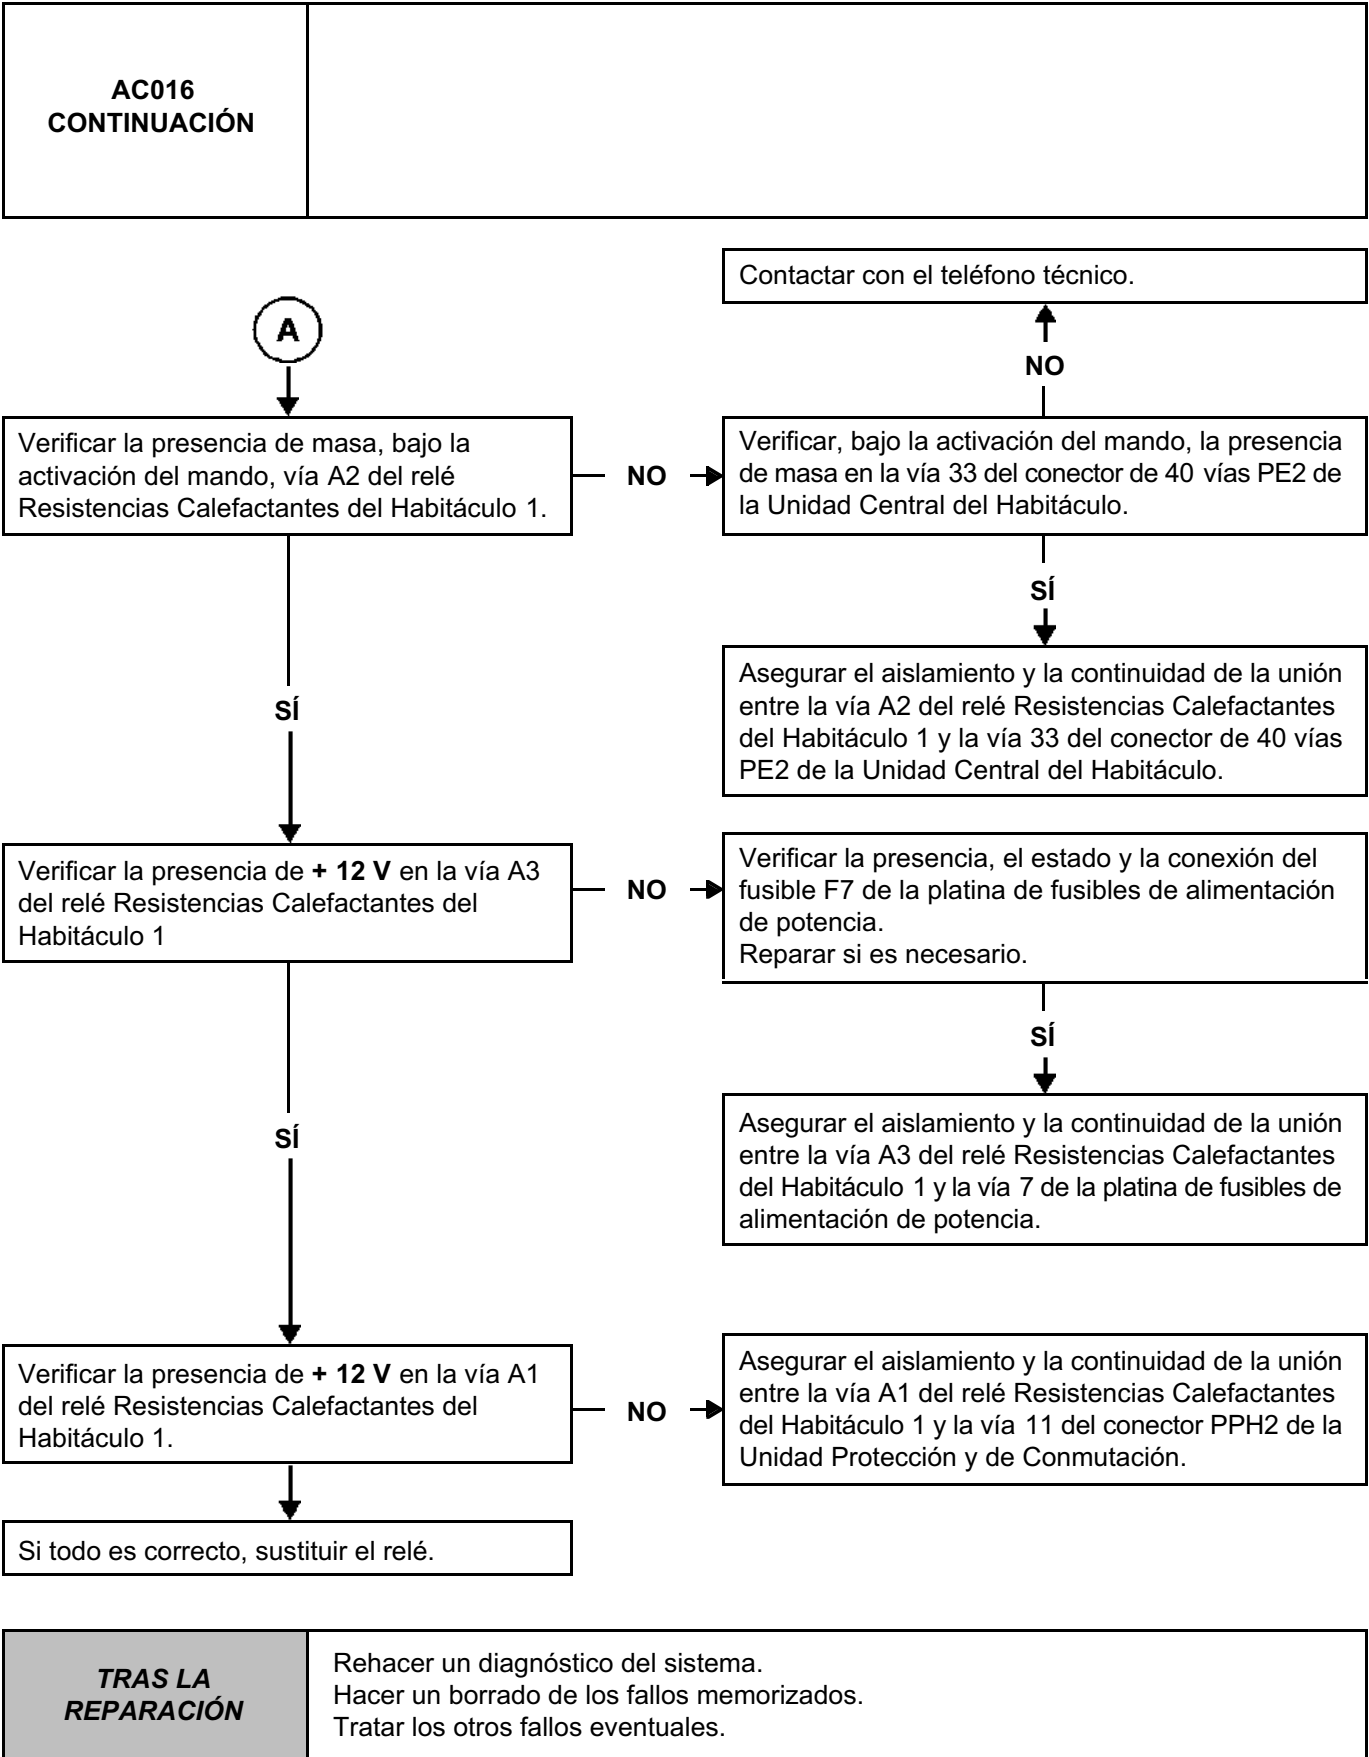 AC016
CONTINUACIÓN
Contactar con el teléfono técnico.
A
NO
Verificar la presencia de masa, bajo la
activación del mando, vía A2 del relé
Resistencias Calefactantes del Habitáculo 1.
NO
Verificar, bajo la activación del mando, la presencia
de masa en la vía 33 del conector de 40 vías PE2 de
la Unidad Central del Habitáculo.
SÍ
Asegurar el aislamiento y la continuidad de la unión
entre la vía A2 del relé Resistencias Calefactantes
del Habitáculo 1 y la vía 33 del conector de 40 vías
PE2 de la Unidad Central del Habitáculo.
SÍ
Verificar la presencia de + 12 V en la vía A3
del relé Resistencias Calefactantes del
Habitáculo 1
NO
Verificar la presencia, el estado y la conexión del
fusible F7 de la platina de fusibles de alimentación
de potencia.
Reparar si es necesario.
SÍ
Asegurar el aislamiento y la continuidad de la unión
entre la vía A3 del relé Resistencias Calefactantes
del Habitáculo 1 y la vía 7 de la platina de fusibles de
alimentación de potencia.
SÍ
Verificar la presencia de + 12 V en la vía A1
del relé Resistencias Calefactantes del
Habitáculo 1.
NO
Asegurar el aislamiento y la continuidad de la unión
entre la vía A1 del relé Resistencias Calefactantes
del Habitáculo 1 y la vía 11 del conector PPH2 de la
Unidad Protección y de Conmutación.
Si todo es correcto, sustituir el relé.
TRAS LA
REPARACIÓN
Rehacer un diagnóstico del sistema.
Hacer un borrado de los fallos memorizados.
Tratar los otros fallos eventuales.